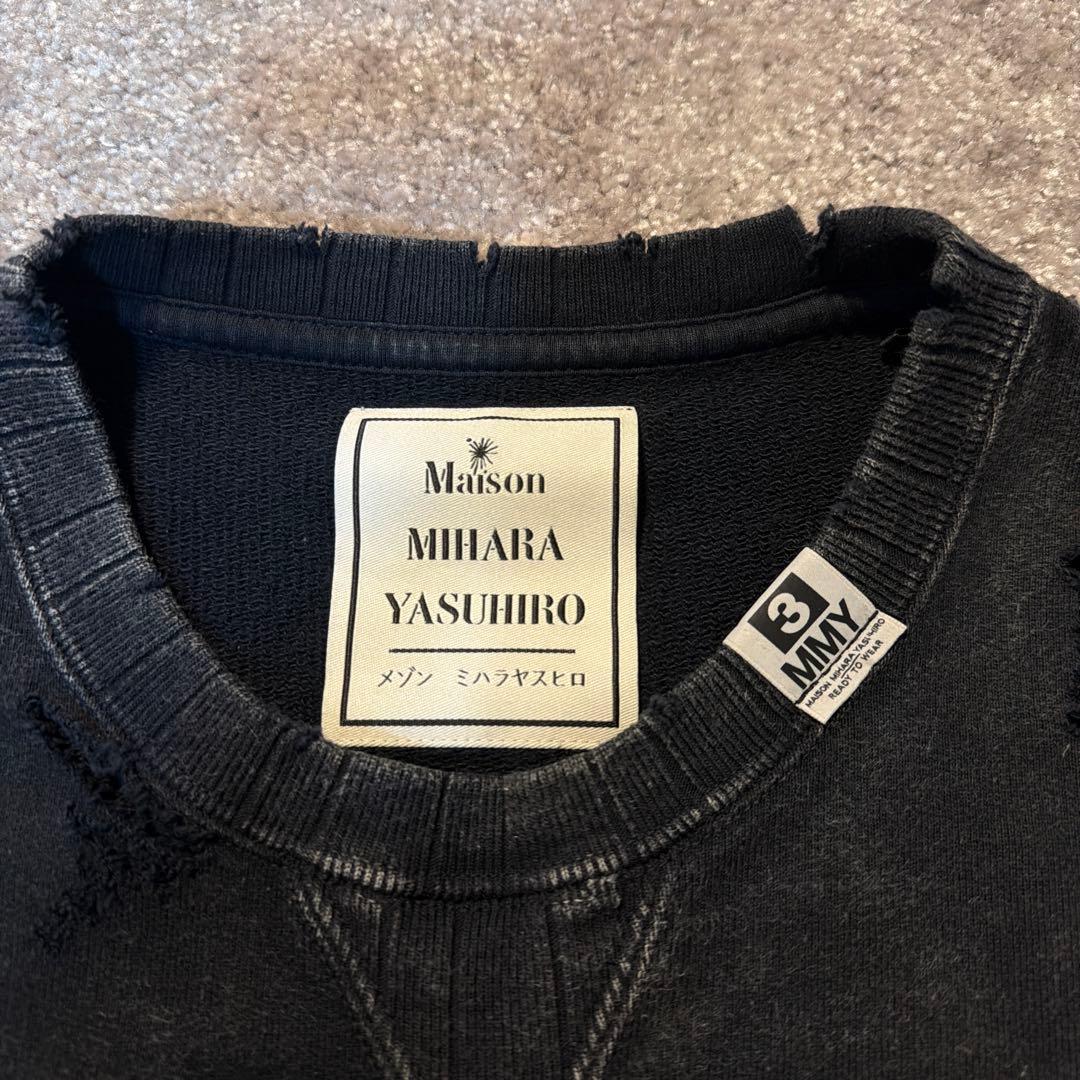 Maison
MIHARA
YASUHIRO
メゾン ミハラヤスヒロ
3
MMY
MAISON MIHARA YASUHIRO
READY TO WEAR